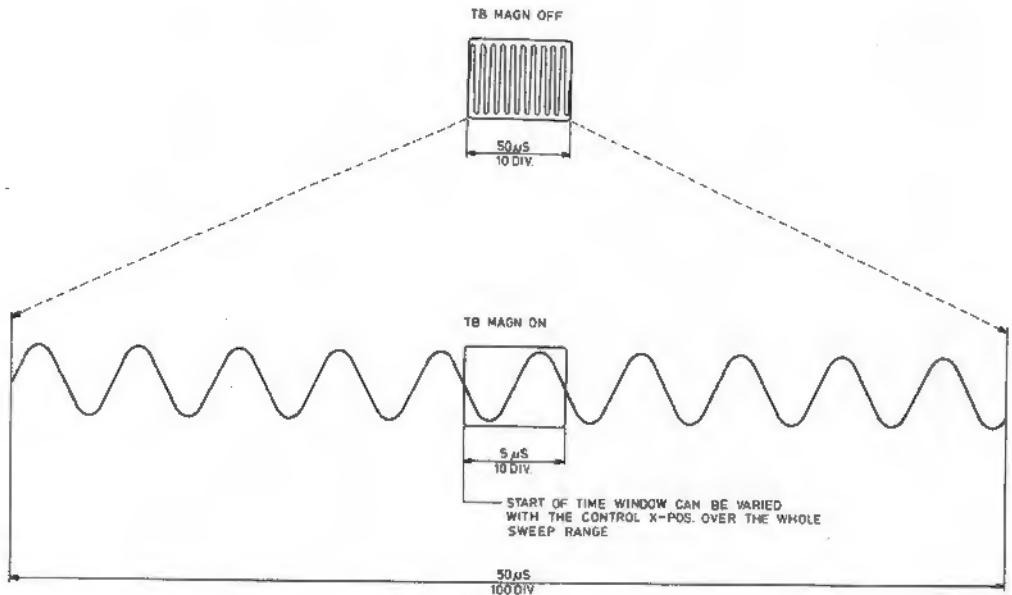 TB MAGN OFF
50µS
10 DIV.
TB MAGN ON
5µS
10 DIV.
START OF TIME WINDOW CAN BE VARIED
WITH THE CONTROL X-POS. OVER THE WHOLE
SWEEP RANGE
50µS
100 DIV